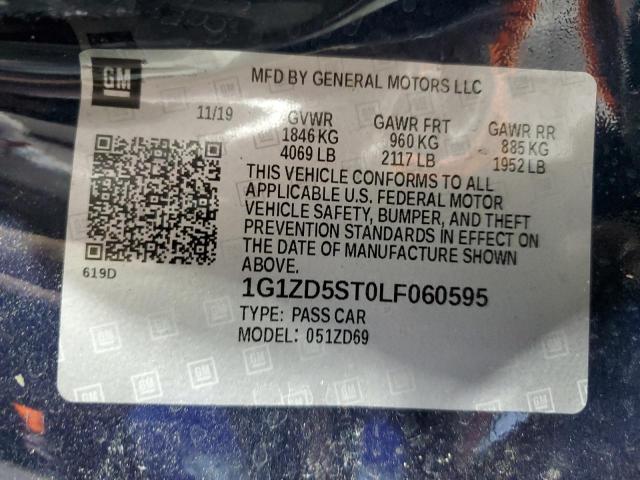 GM
MFD BY GENERAL MOTORS LLC
11/19
GVWR GAWR FRT GAWR RR
1846 KG 960 KG 885 KG
4069 LB 2117 LB 1952 LB
THIS VEHICLE CONFORMS TO ALL
APPLICABLE U.S. FEDERAL MOTOR
VEHICLE SAFETY, BUMPER, AND THEFT
PREVENTION STANDARDS IN EFFECT ON
THE DATE OF MANUFACTURE SHOWN
ABOVE.
619D
1G1ZD5ST0LF060595
TYPE: PASS CAR
MODEL: 051ZD69